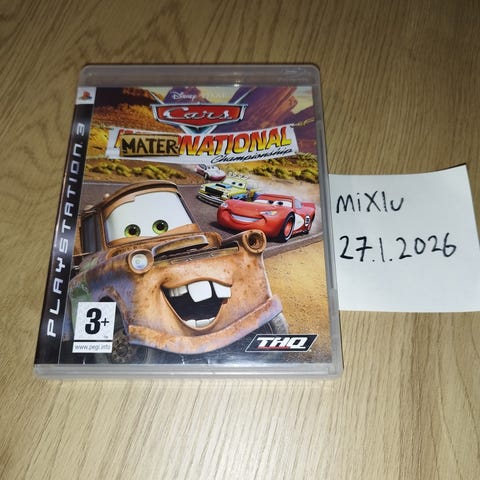 PLAYSTATION 3
Disney PIXAR
Cars
MATER-NATIONAL
Championship
3+
www.pegi.info
THQ
MiXlu
27.1.2026